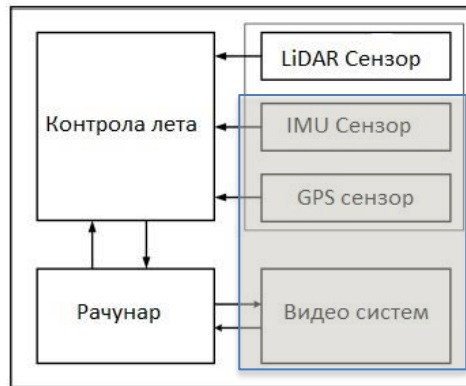 LiDAR Сензор
Контрола лета
IMU Сензор
GPS сензор
Рачунар
Видео систем